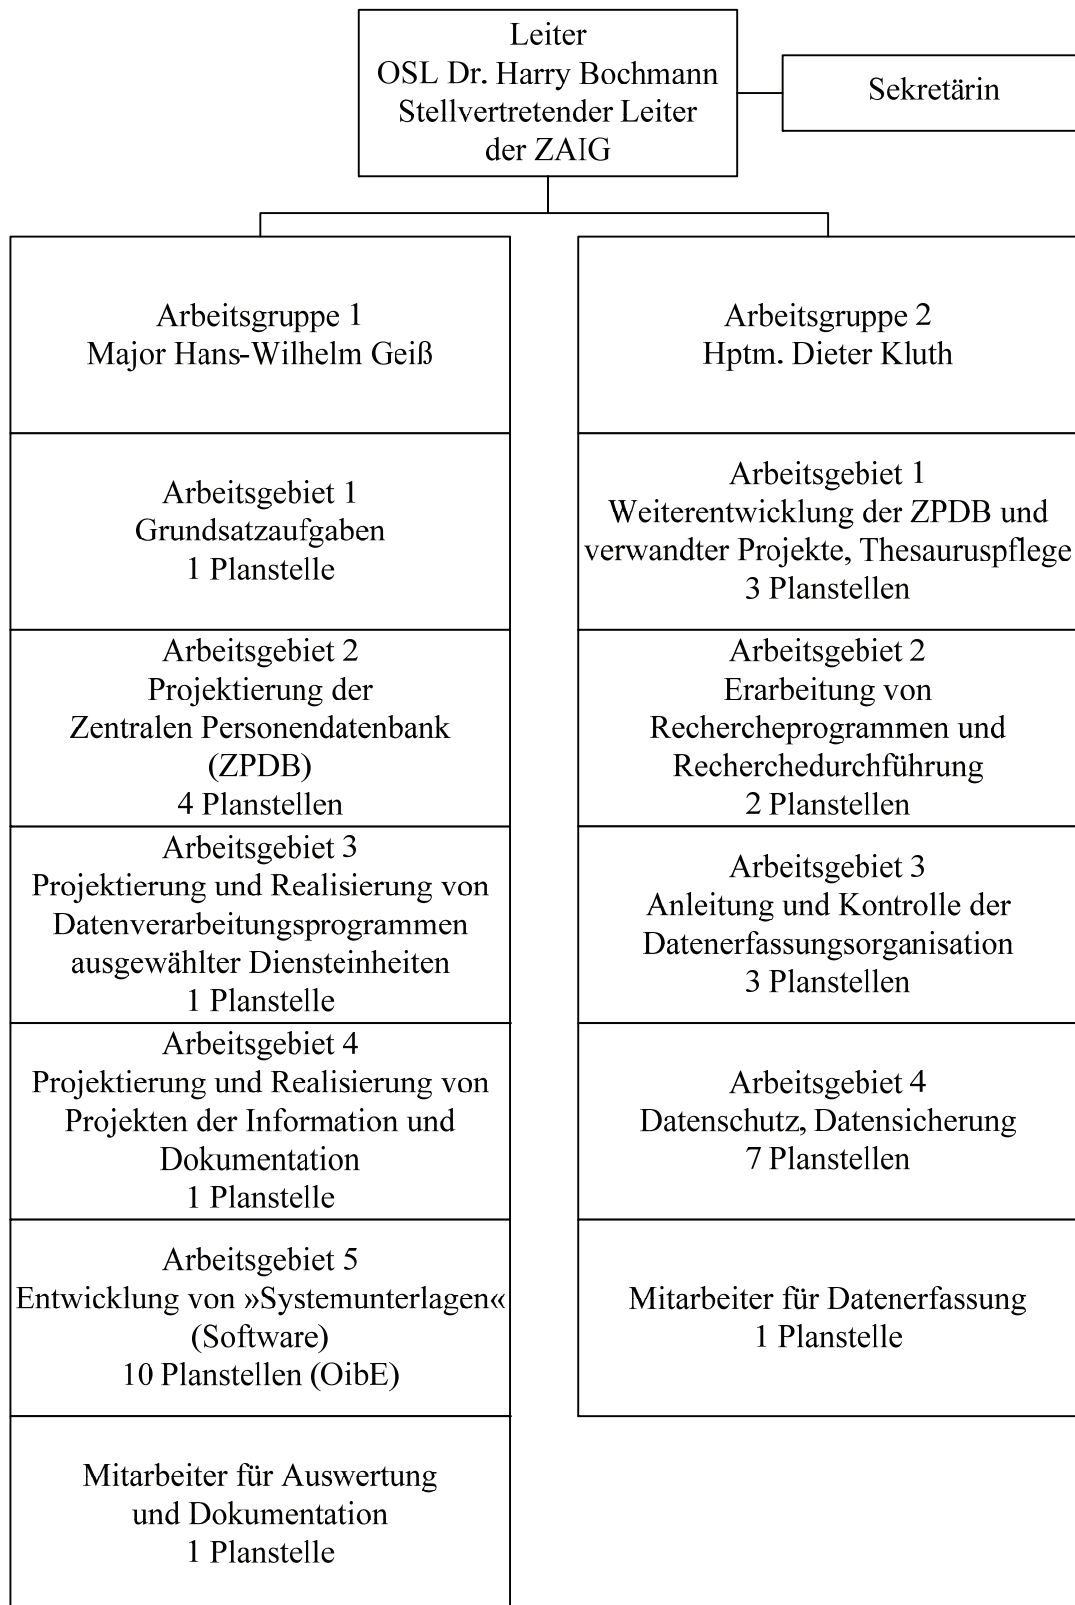 Leiter
OSL Dr. Harry Bochmann
Stellvertretender Leiter
der ZAIG
Sekretärin
Arbeitsgruppe 1
Major Hans-Wilhelm Geiß
Arbeitsgebiet 1
Grundsatzaufgaben
1 Planstelle
Arbeitsgebiet 2
Projektierung der
Zentralen Personendatenbank
(ZPDB)
4 Planstellen
Arbeitsgebiet 3
Projektierung und Realisierung von
Datenverarbeitungsprogrammen
ausgewählter Diensteinheiten
1 Planstelle
Arbeitsgebiet 4
Projektierung und Realisierung von
Projekten der Information und
Dokumentation
1 Planstelle
Arbeitsgebiet 5
Entwicklung von »Systemunterlagen«
(Software)
10 Planstellen (OibE)
Mitarbeiter für Auswertung
und Dokumentation
1 Planstelle
Arbeitsgruppe 2
Hptm. Dieter Kluth
Arbeitsgebiet 1
Weiterentwicklung der ZPDB und
verwandter Projekte, Thesauruspflege
3 Planstellen
Arbeitsgebiet 2
Erarbeitung von
Rechercheprogrammen und
Recherchedurchführung
2 Planstellen
Arbeitsgebiet 3
Anleitung und Kontrolle der
Datenerfassungsorganisation
3 Planstellen
Arbeitsgebiet 4
Datenschutz, Datensicherung
7 Planstellen
Mitarbeiter für Datenerfassung
1 Planstelle